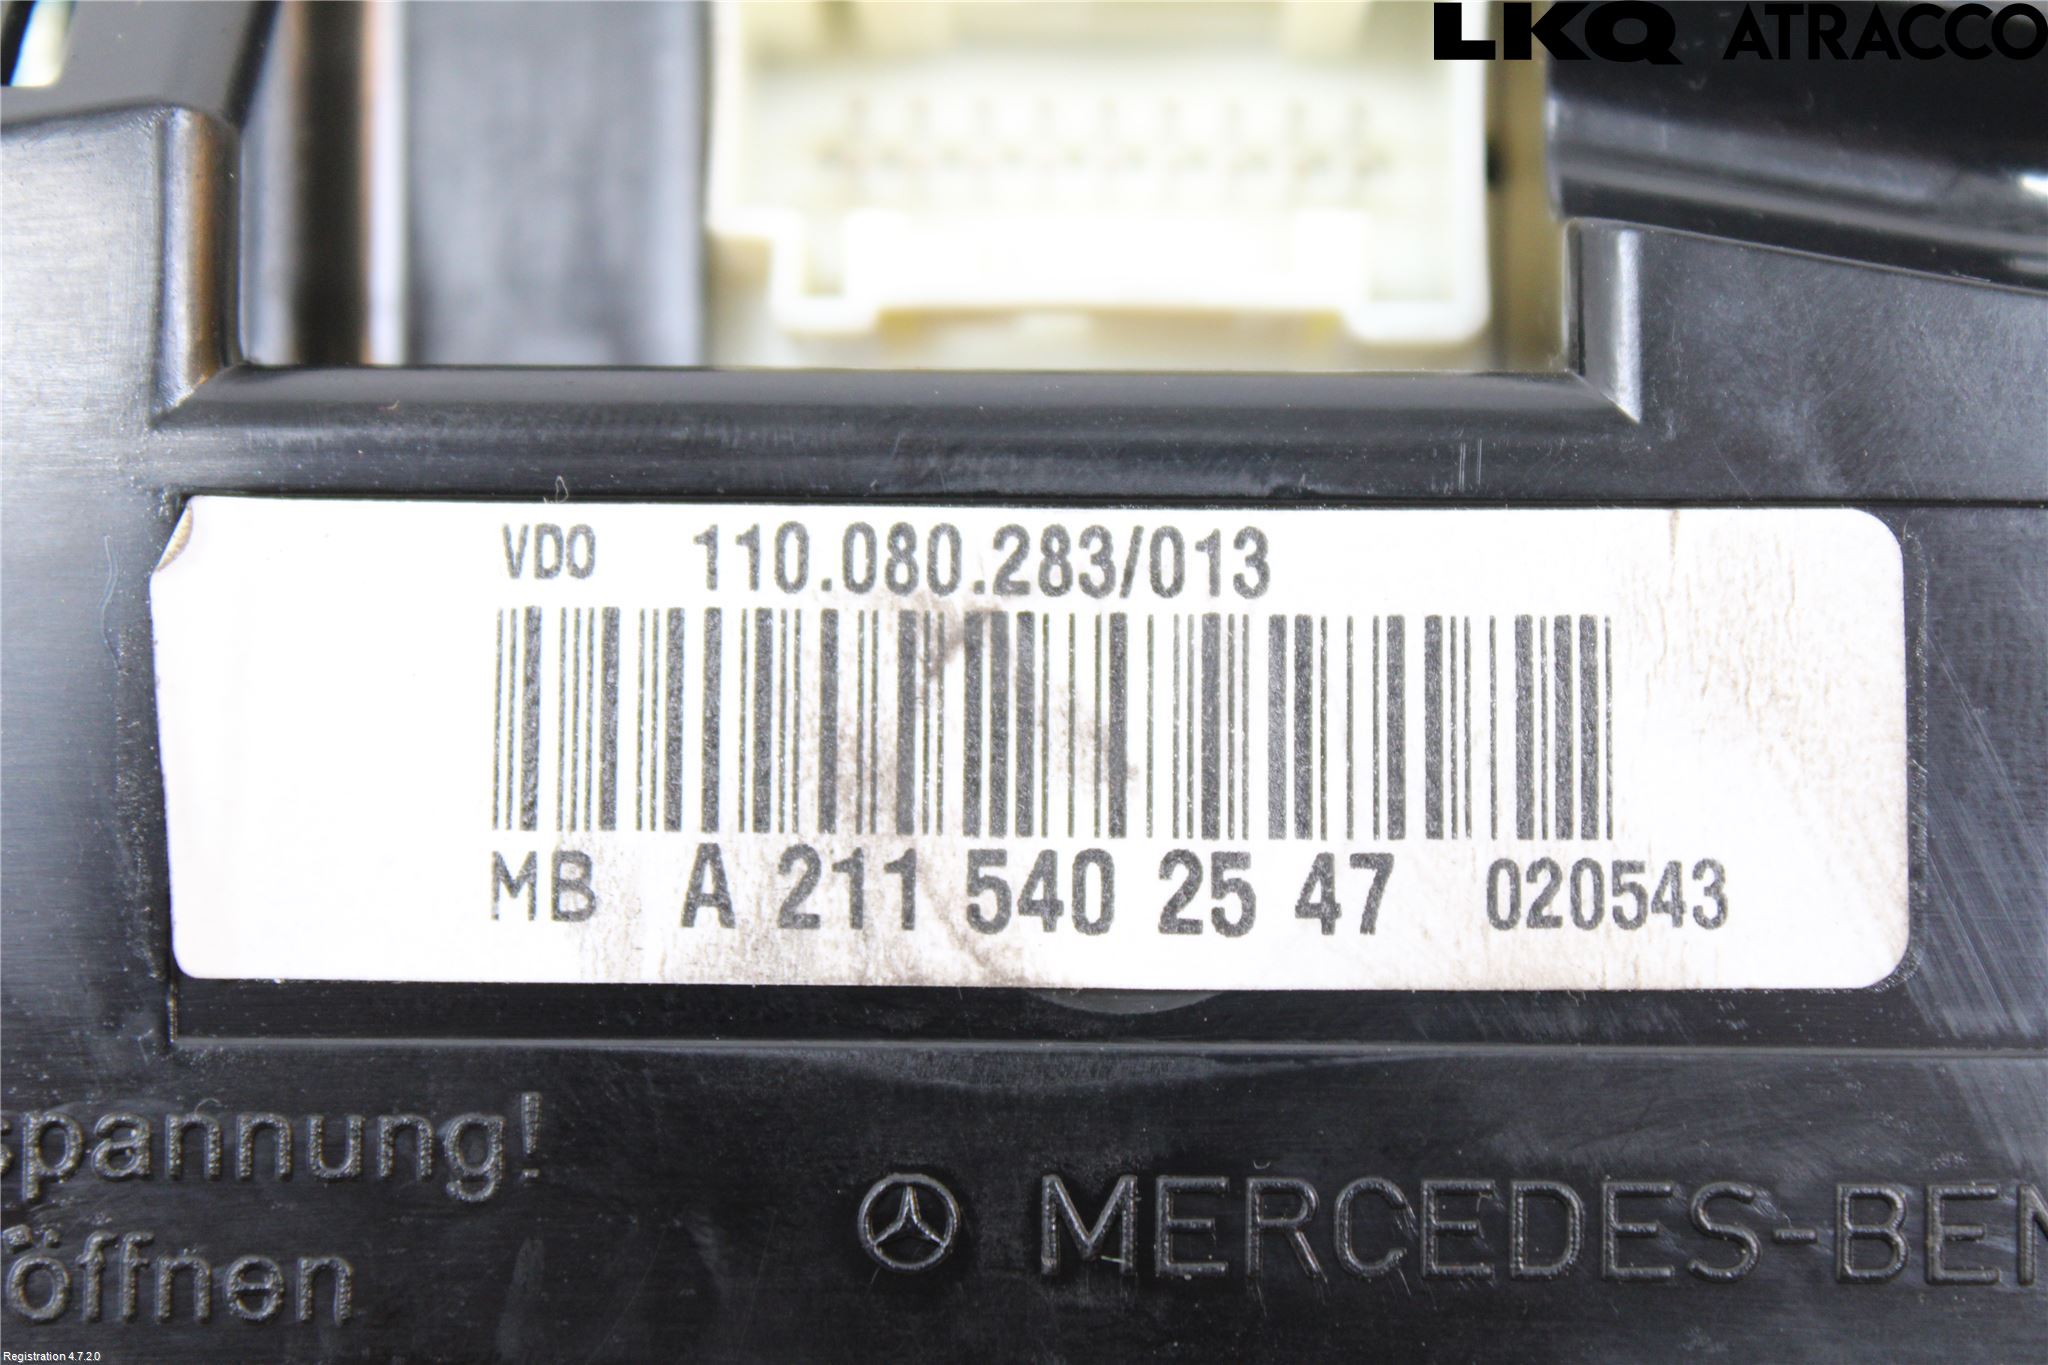 LKQ ATRACCO
VDO 110.080.283/013
MB A 211 540 25 47 020543
spannung!
öffnen
MERCEDES-BEN
Registration 4.7.2.0